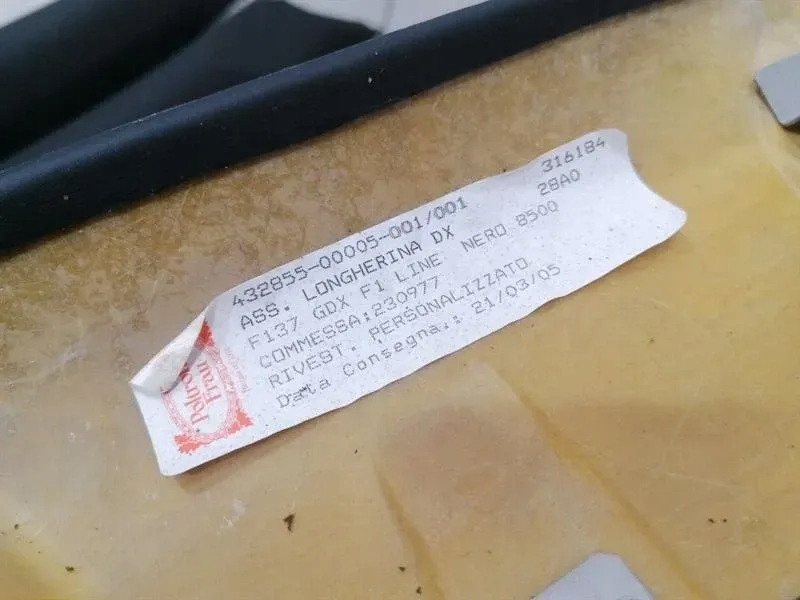 432855-00005-001/001 316184
ASS. LONGHERINA DX 28A0
F137 GDX F1 LINE NERO 8500
COMMESSA:230977
RIVEST. PERSONALIZZATO
Data Consegna.: 21/03/05
Poltrona
Frau